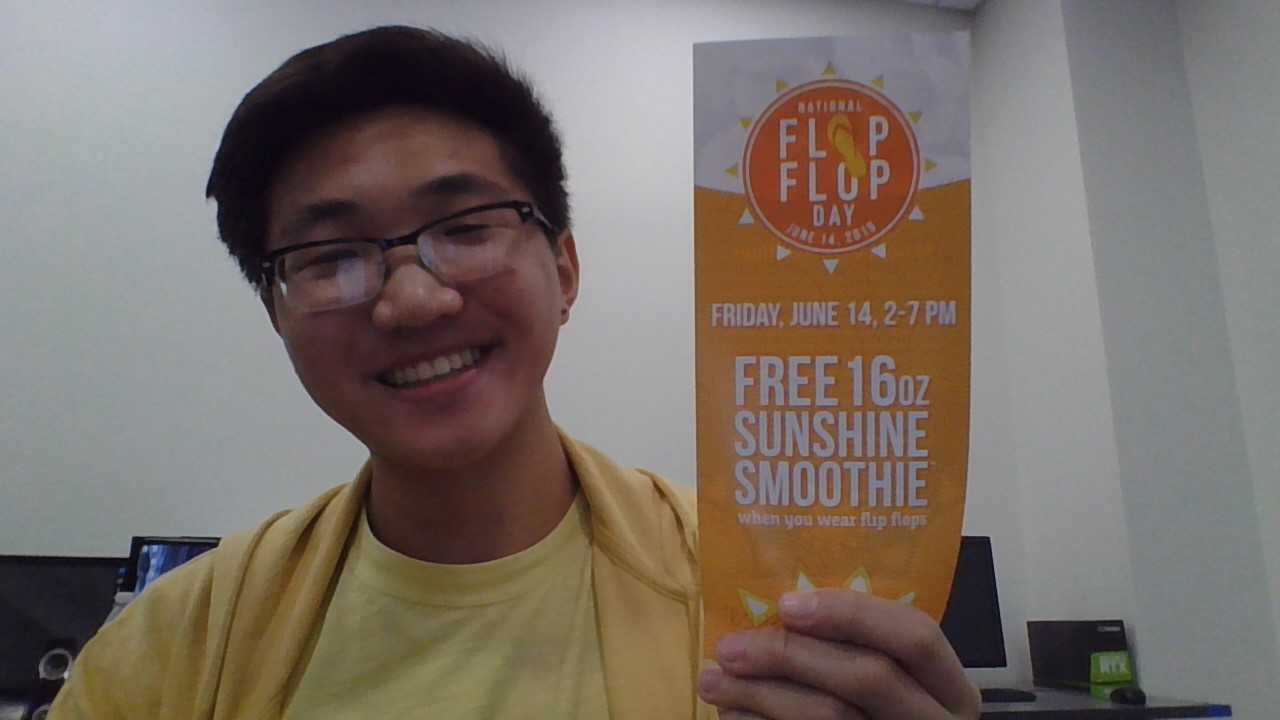 NATIONAL
FLIP
FLOP
DAY
JUNE 14, 2019
FRIDAY, JUNE 14, 2-7 PM
FREE 16OZ
SUNSHINE
SMOOTHIE
when you wear flip flops
RTX